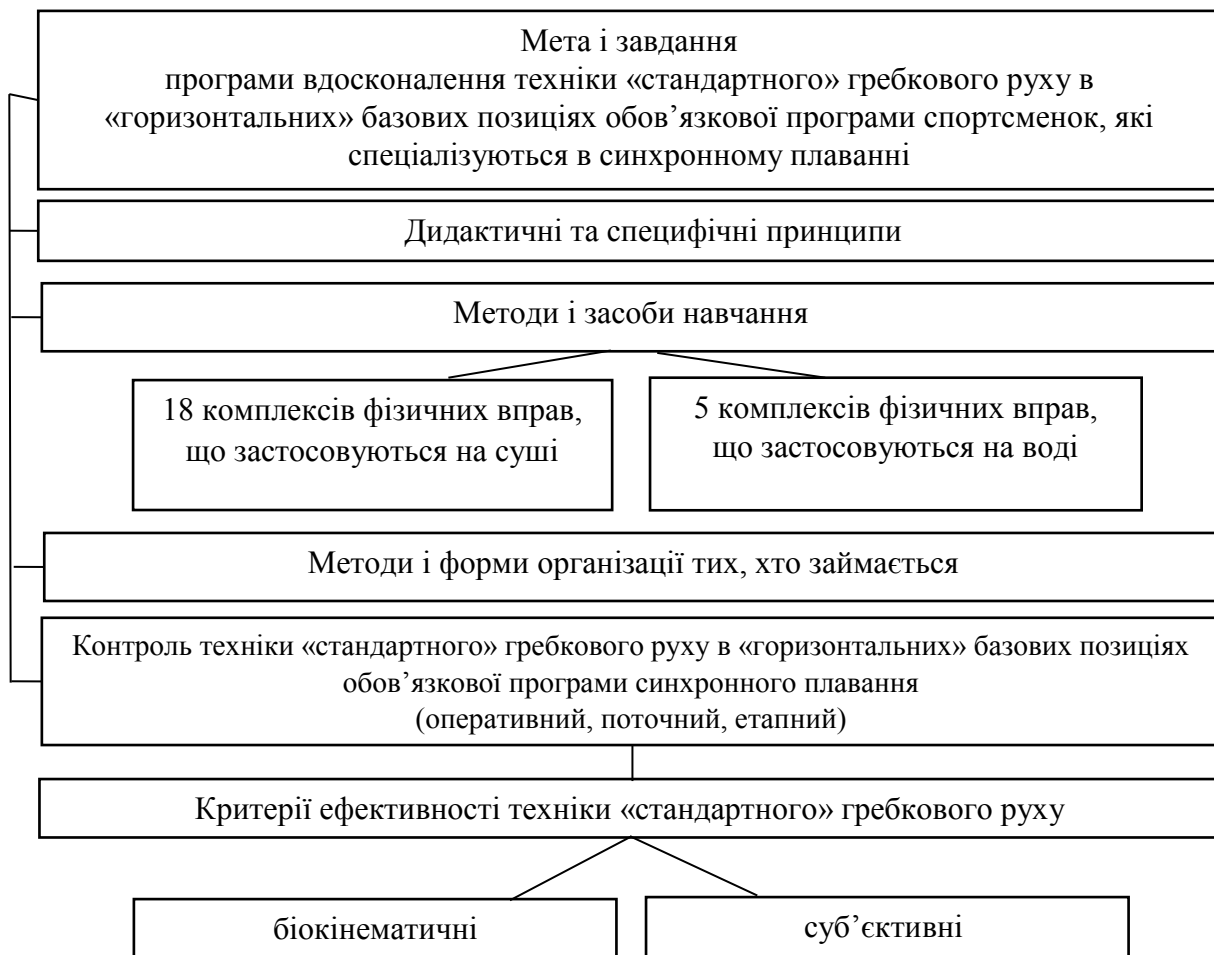 Мета і завдання
програми вдосконалення техніки «стандартного» гребкового руху в
«горизонтальних» базових позиціях обов’язкової програми спортсменок, які
спеціалізуються в синхронному плаванні
Дидактичні та специфічні принципи
Методи і засоби навчання
18 комплексів фізичних вправ,
що застосовуються на суші
5 комплексів фізичних вправ,
що застосовуються на воді
Методи і форми організації тих, хто займається
Контроль техніки «стандартного» гребкового руху в «горизонтальних» базових позиціях
обов’язкової програми синхронного плавання
(оперативний, поточний, етапний)
Критерії ефективності техніки «стандартного» гребкового руху
біокінематичні
суб’єктивні